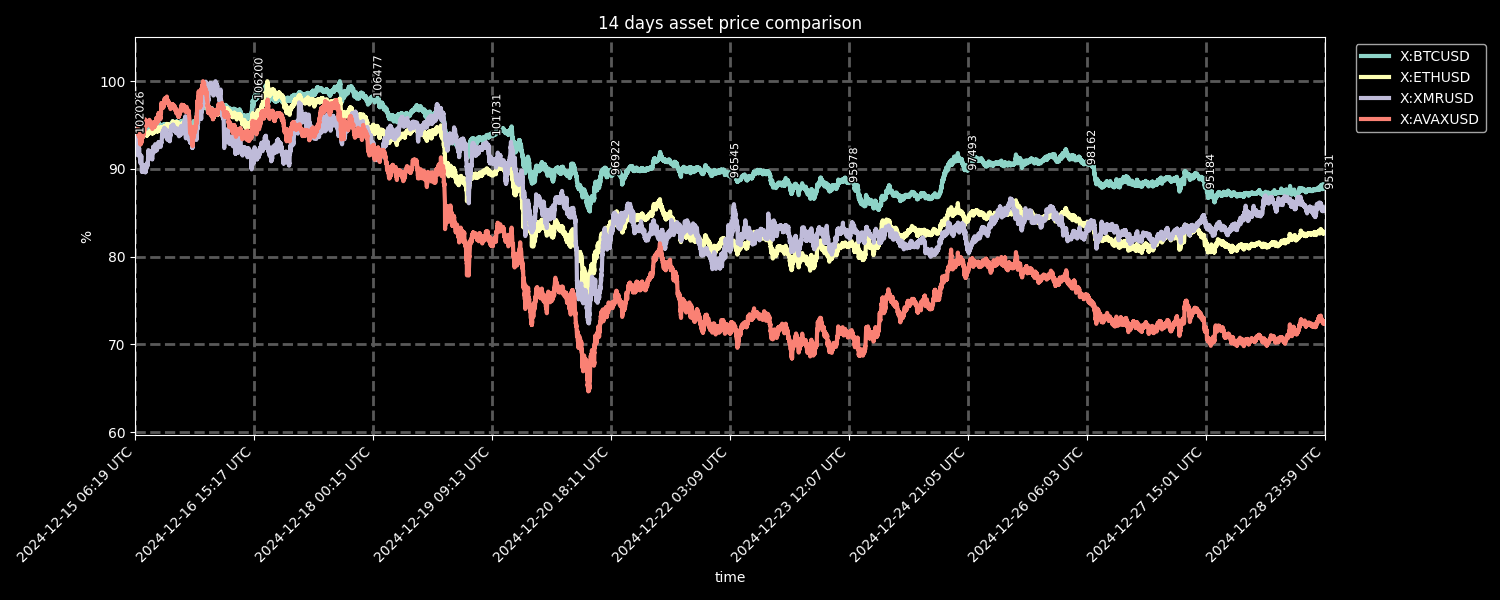 14 days asset price comparison
X:BTCUSD
X:ETHUSD
X:XMRUSD
X:AVAXUSD
100
90
80
70
60
%
102026
106200
106477
101731
96922
96545
95978
97493
98162
95184
95131
2024-12-15 06:19 UTC
2024-12-16 15:17 UTC
2024-12-18 00:15 UTC
2024-12-19 09:13 UTC
2024-12-20 18:11 UTC
2024-12-22 03:09 UTC
2024-12-23 12:07 UTC
2024-12-24 21:05 UTC
2024-12-26 06:03 UTC
2024-12-27 15:01 UTC
2024-12-28 23:59 UTC
time